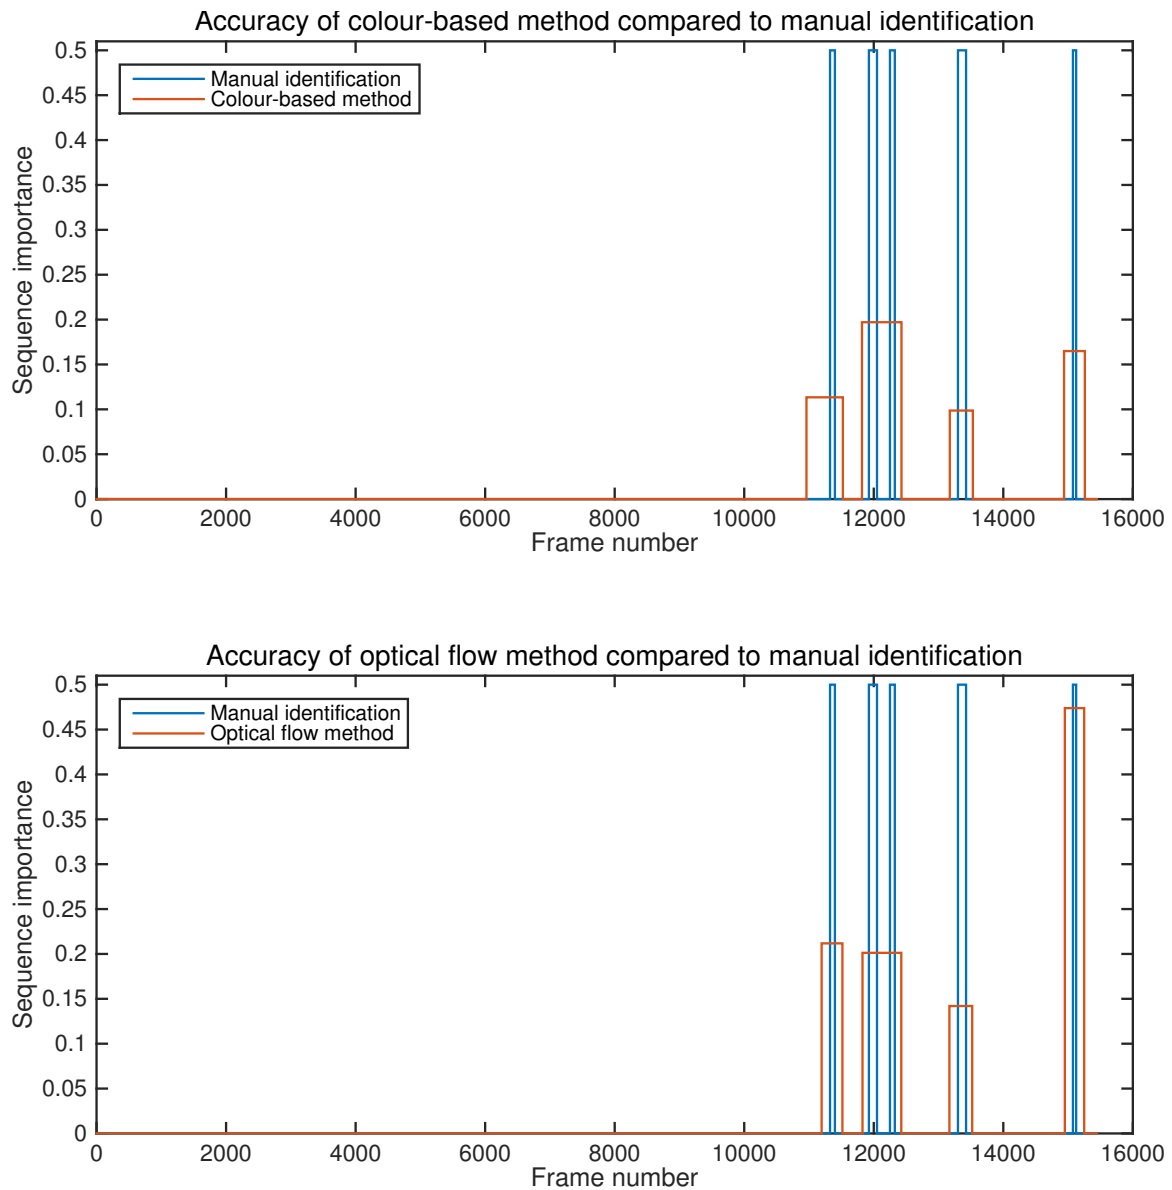 Accuracy of colour-based method compared to manual identification
0.5
0.45
0.4
0.35
0.3
0.25
0.2
0.15
0.1
0.05
0
Sequence importance
Manual identification
Colour-based method
0 2000 4000 6000 8000 10000 12000 14000 16000
Frame number
Accuracy of optical flow method compared to manual identification
0.5
0.45
0.4
0.35
0.3
0.25
0.2
0.15
0.1
0.05
0
Sequence importance
Manual identification
Optical flow method
0 2000 4000 6000 8000 10000 12000 14000 16000
Frame number